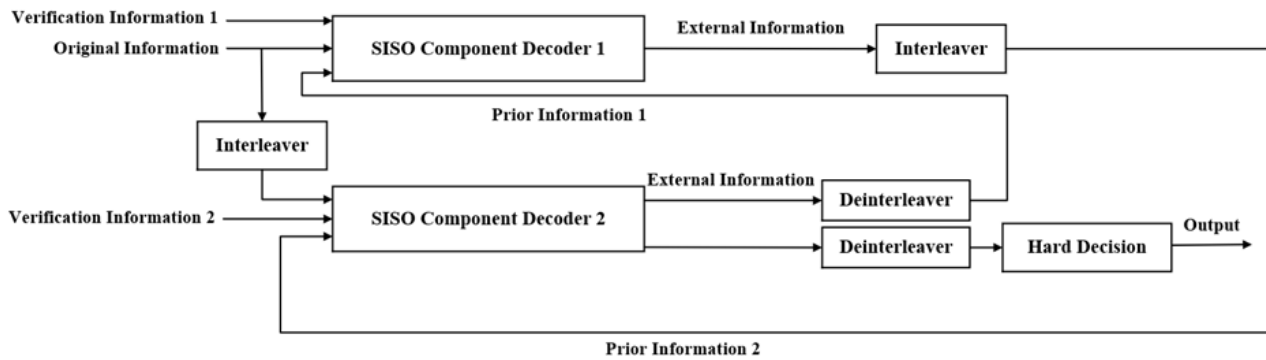 Verification Information 1
Original Information
SISO Component Decoder 1
External Information
Interleaver
Prior Information 1
Interleaver
Verification Information 2
SISO Component Decoder 2
External Information
Deinterleaver
Deinterleaver
Hard Decision
Output
Prior Information 2